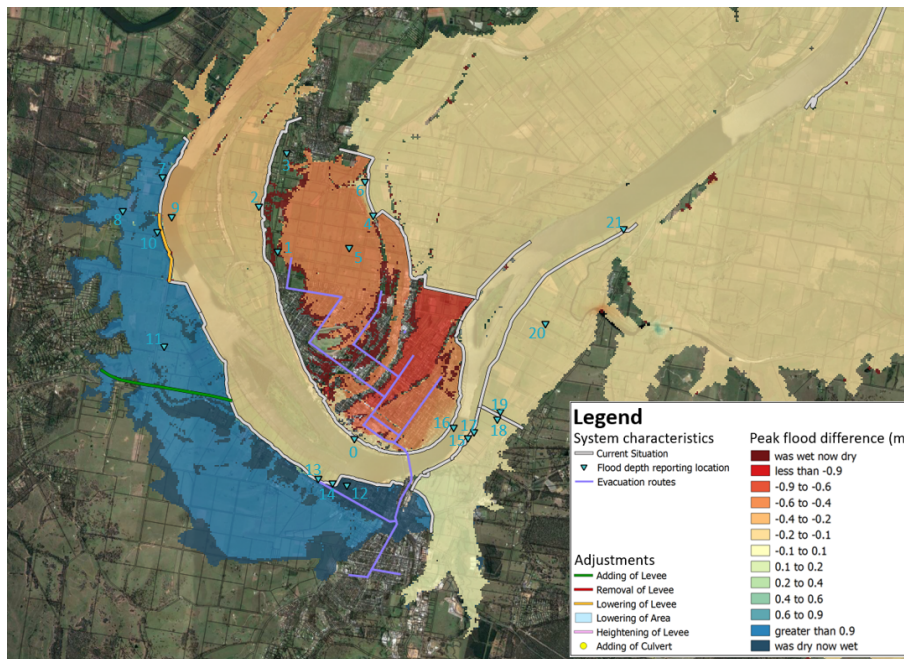 3
7
6
8
2
9
4
10
21
1
5
20
11
16
17
19
15
18
0
13
14
12
Legend
System characteristics
Current Situation
Flood depth reporting location
Evacuation routes
Adjustments
Adding of Levee
Removal of Levee
Lowering of Levee
Lowering of Area
Heightening of Levee
Adding of Culvert
Peak flood difference (m
was wet now dry
less than -0.9
-0.9 to -0.6
-0.6 to -0.4
-0.4 to -0.2
-0.2 to -0.1
-0.1 to 0.1
0.1 to 0.2
0.2 to 0.4
0.4 to 0.6
0.6 to 0.9
greater than 0.9
was dry now wet